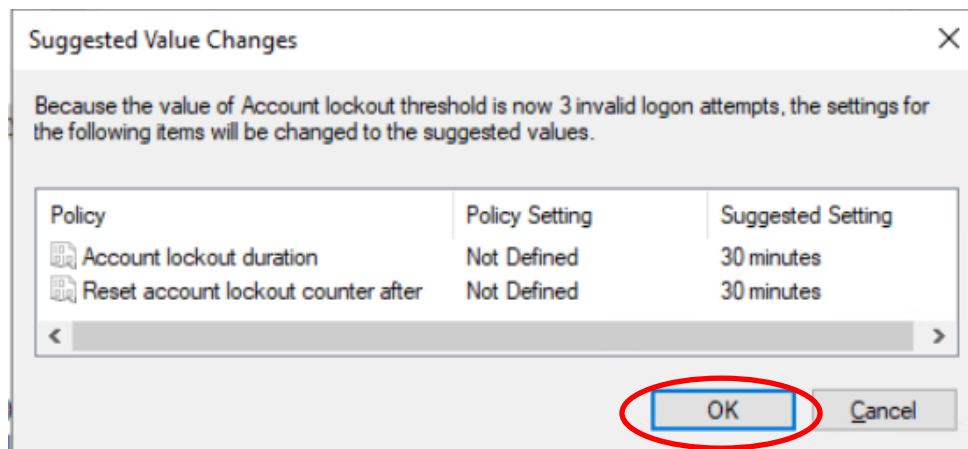 Suggested Value Changes
Because the value of Account lockout threshold is now 3 invalid logon attempts, the settings for
the following items will be changed to the suggested values.
Policy Policy Setting Suggested Setting
Account lockout duration Not Defined 30 minutes
Reset account lockout counter after Not Defined 30 minutes
OK Cancel